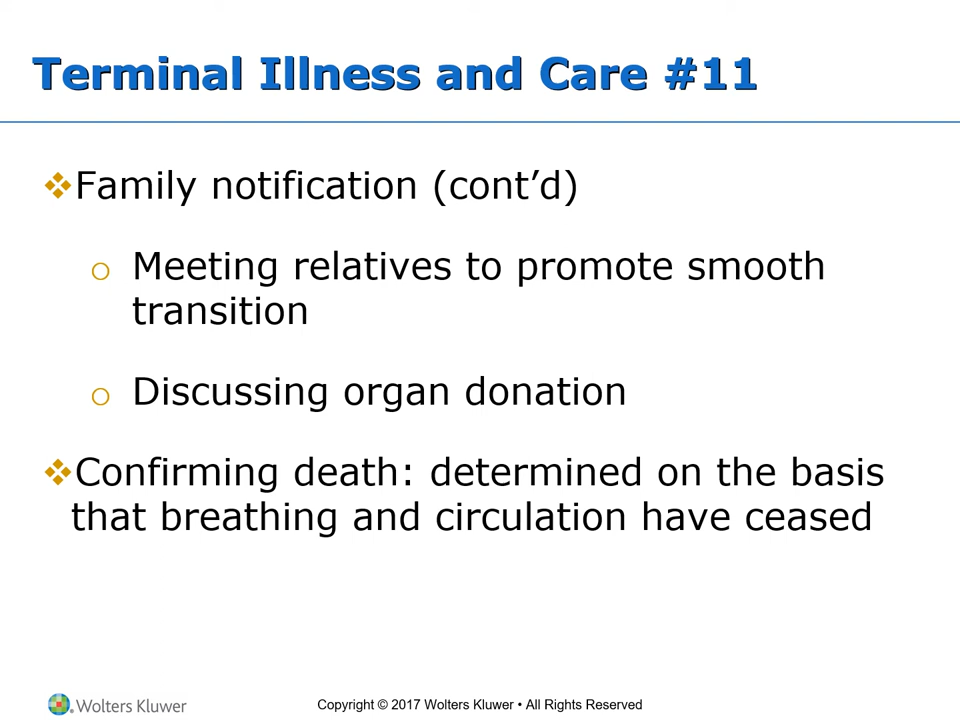 Terminal Illness and Care #11
❖Family notification (cont’d)
o Meeting relatives to promote smooth
transition
o Discussing organ donation
❖Confirming death: determined on the basis
that breathing and circulation have ceased
Wolters Kluwer
Copyright © 2017 Wolters Kluwer • All Rights Reserved